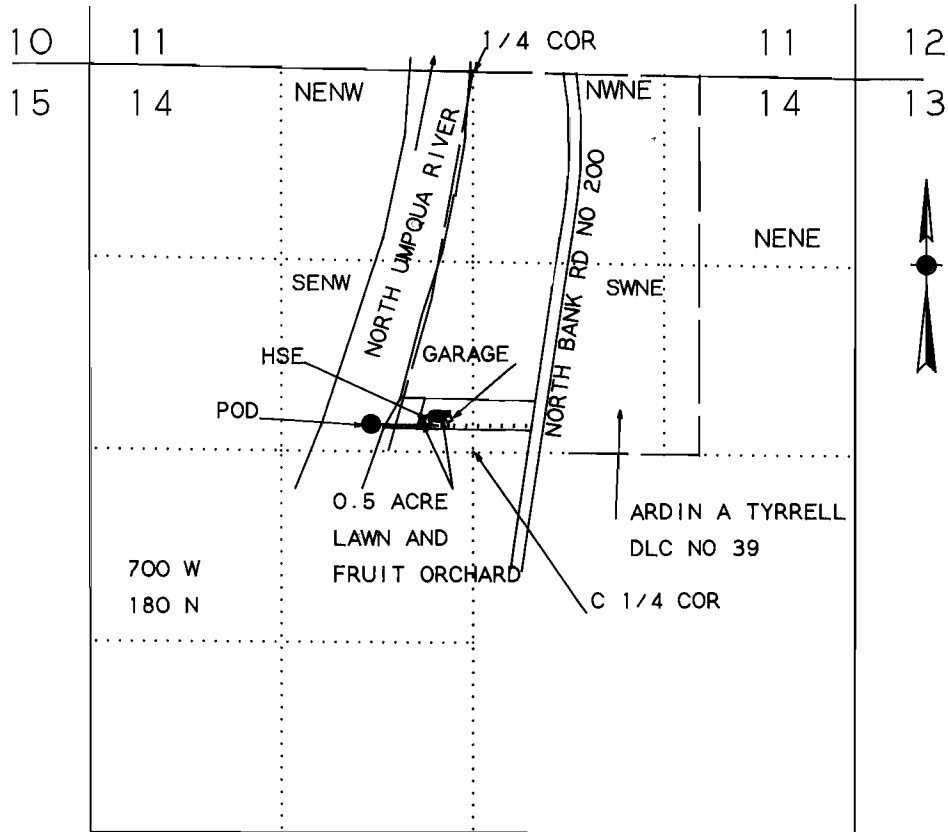 10 11 11 12
1/4 COR
15 14 NENW NWNE 14 13
NORTH UMPQUA RIVER
NORTH BANK RD NO 200
NENE
SENW SWNE
HSE GARAGE
POD
0.5 ACRE
LAWN AND
FRUIT ORCHARD
ARDIN A TYRRELL
DLC NO 39
700 W
180 N
C 1/4 COR